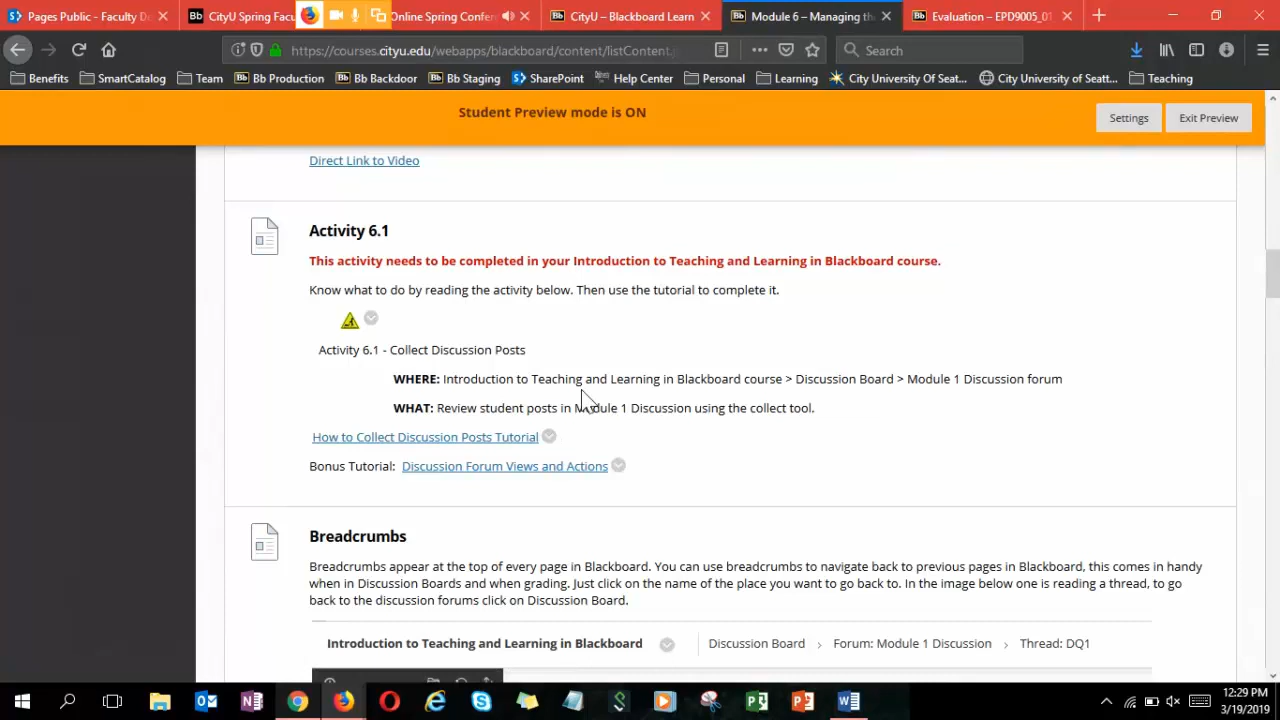 Pages Public - Faculty D
CityU Spring Facu
Online Spring Confer
CityU – Blackboard Learn
Module 6 – Managing th
Evaluation – EPD9005_01
https://courses.cityu.edu/webapps/blackboard/content/listContent.
Search
Benefits
SmartCatalog
Team
Bb Production
Bb Backdoor
Bb Staging
SharePoint
Help Center
Personal
Learning
City University Of Seatt...
City University of Seatt...
Teaching
Student Preview mode is ON
Settings
Exit Preview
Direct Link to Video
Activity 6.1
This activity needs to be completed in your Introduction to Teaching and Learning in Blackboard course.
Know what to do by reading the activity below. Then use the tutorial to complete it.
Activity 6.1 - Collect Discussion Posts
WHERE: Introduction to Teaching and Learning in Blackboard course > Discussion Board > Module 1 Discussion forum
WHAT: Review student posts in Module 1 Discussion using the collect tool.
How to Collect Discussion Posts Tutorial
Bonus Tutorial: Discussion Forum Views and Actions
Breadcrumbs
Breadcrumbs appear at the top of every page in Blackboard. You can use breadcrumbs to navigate back to previous pages in Blackboard, this comes in handy
when in Discussion Boards and when grading. Just click on the name of the place you want to go back to. In the image below one is reading a thread, to go
back to the discussion forums click on Discussion Board.
Introduction to Teaching and Learning in Blackboard
Discussion Board > Forum: Module 1 Discussion > Thread: DQ1
12:29 PM
3/19/2019